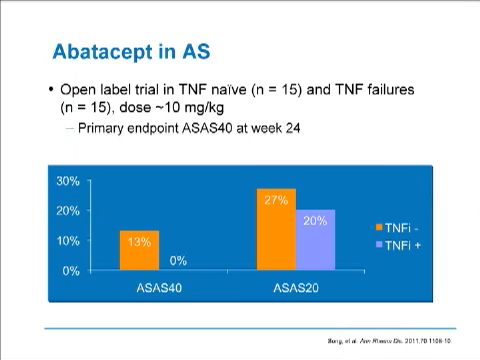 Abatacept in AS
• Open label trial in TNF naïve (n = 15) and TNF failures
(n = 15), dose ~10 mg/kg
– Primary endpoint ASAS40 at week 24
30%
20%
10%
0%
13%
0%
27%
20%
TNFi -
TNFi +
ASAS40
ASAS20
Song, et al. Ann Rheum Dis. 2011;70:1108-10.